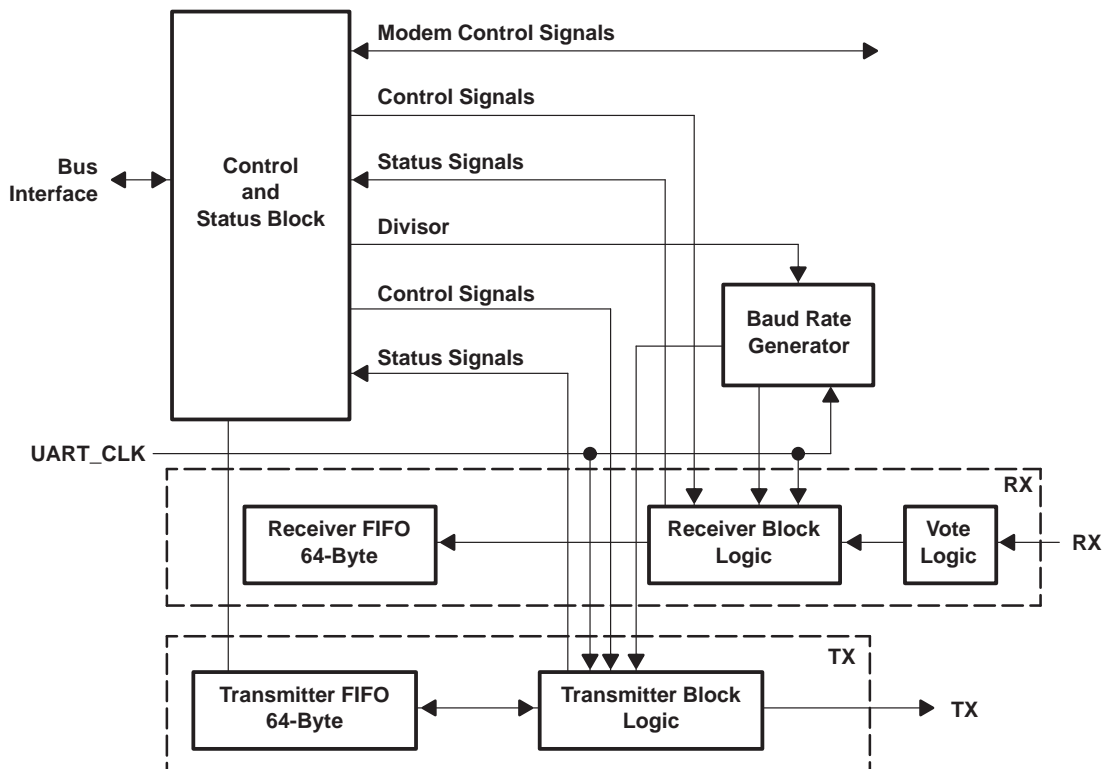 Modem Control Signals
Control Signals
Bus
Interface
Control
and
Status Block
Status Signals
Divisor
Control Signals
Baud Rate
Generator
Status Signals
UART_CLK
RX
Receiver FIFO
64-Byte
Receiver Block
Logic
Vote
Logic
RX
TX
Transmitter FIFO
64-Byte
Transmitter Block
Logic
TX